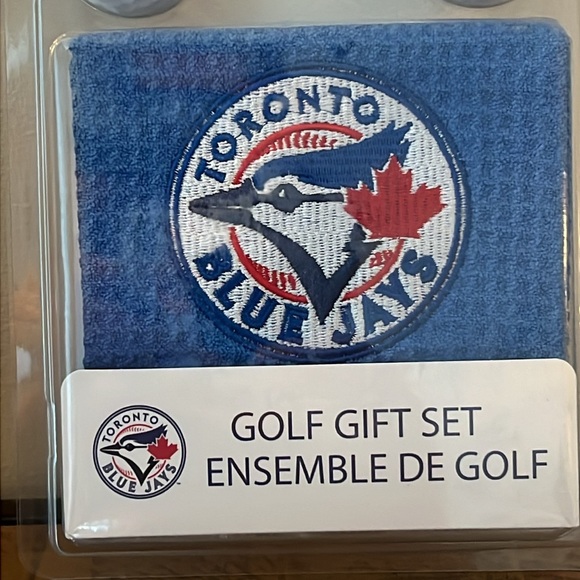 TORONTO
BLUE JAYS
TORONTO
BLUE JAYS
GOLF GIFT SET
ENSEMBLE DE GOLF